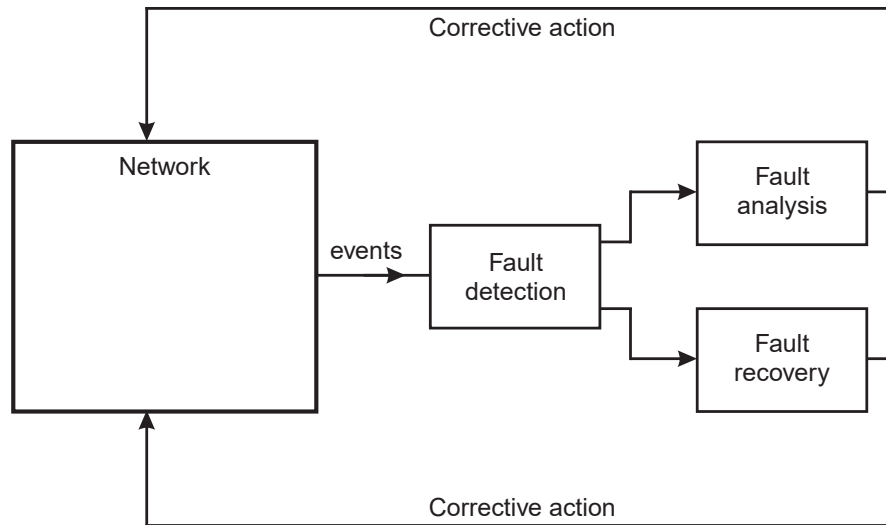 Corrective action
Network
Fault
analysis
events
Fault
detection
Fault
recovery
Corrective action